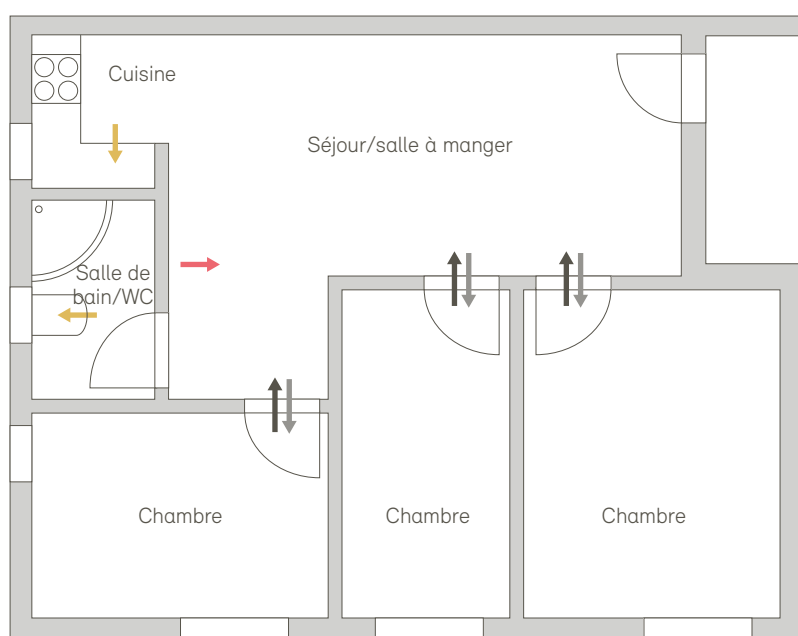 Cuisine
Séjour/salle à manger
Salle de
bain/WC
Chambre
Chambre
Chambre